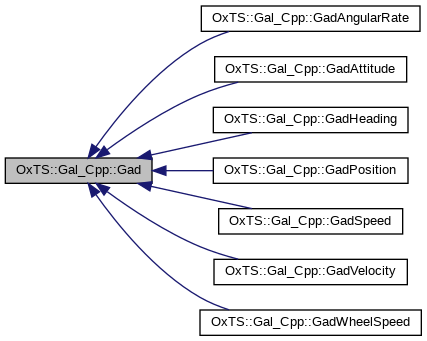 OxTS::Gal_Cpp::GadAngularRate
OxTS::Gal_Cpp::GadAttitude
OxTS::Gal_Cpp::GadHeading
OxTS::Gal_Cpp::Gad
OxTS::Gal_Cpp::GadPosition
OxTS::Gal_Cpp::GadSpeed
OxTS::Gal_Cpp::GadVelocity
OxTS::Gal_Cpp::GadWheelSpeed